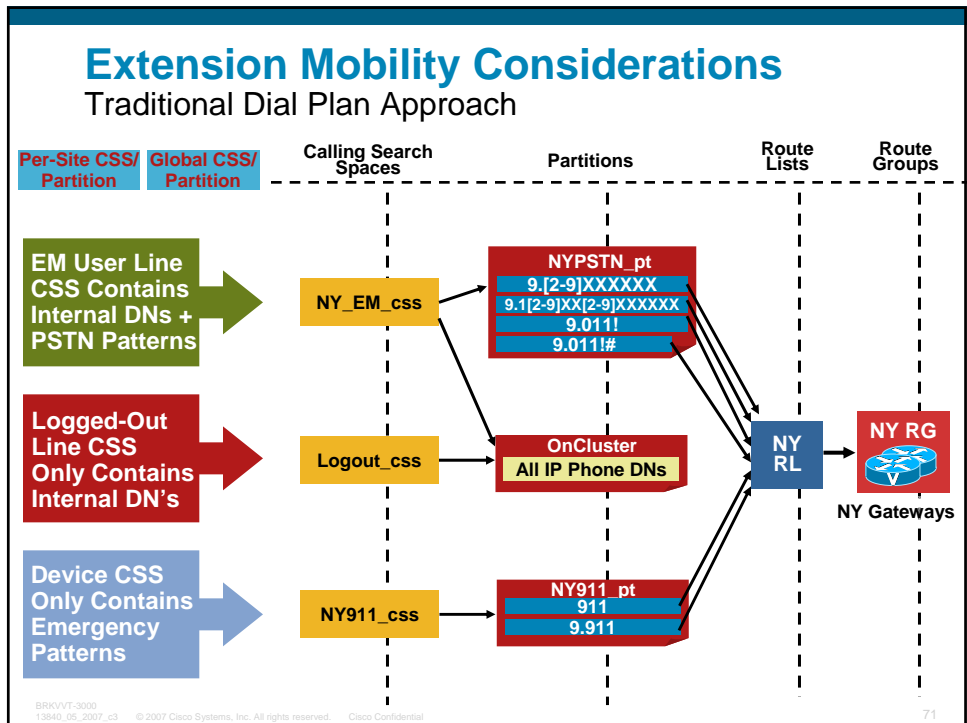 Extension Mobility Considerations
Traditional Dial Plan Approach
Per-Site CSS/
Partition
Global CSS/
Partition
Calling Search
Spaces
Partitions
Route
Lists
Route
Groups
EM User Line
CSS Contains
Internal DNs +
PSTN Patterns
NY_EM_css
NYPSTN_pt
9.[2-9]XXXXXX
9.1[2-9]XX[2-9]XXXXXX
9.011!
9.011!#
Logged-Out
Line CSS
Only Contains
Internal DN's
Logout_css
OnCluster
All IP Phone DNs
NY
RL
NY RG
V
NY Gateways
Device CSS
Only Contains
Emergency
Patterns
NY911_css
NY911_pt
911
9.911
BRKVVT-3000
13840_05_2007_c3 © 2007 Cisco Systems, Inc. All rights reserved. Cisco Confidential
71